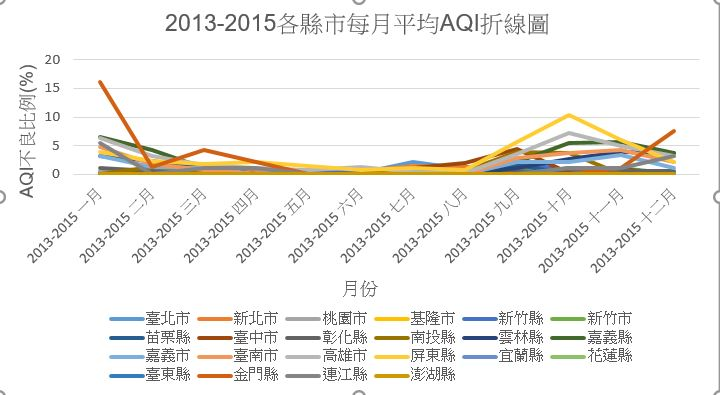 2013-2015各縣市每月平均AQI折線圖
AQI不良比例(%)
20
15
10
5
0
2013-2015 一月
2013-2015 二月
2013-2015 三月
2013-2015 四月
2013-2015 五月
2013-2015 六月
2013-2015 七月
2013-2015 八月
2013-2015 九月
2013-2015 十月
2013-2015 十一月
2013-2015 十二月
月份
臺北市 新北市 桃園市 基隆市 新竹縣 新竹市
苗栗縣 臺中市 彰化縣 南投縣 雲林縣 嘉義縣
嘉義市 臺南市 高雄市 屏東縣 宜蘭縣 花蓮縣
臺東縣 金門縣 連江縣 澎湖縣